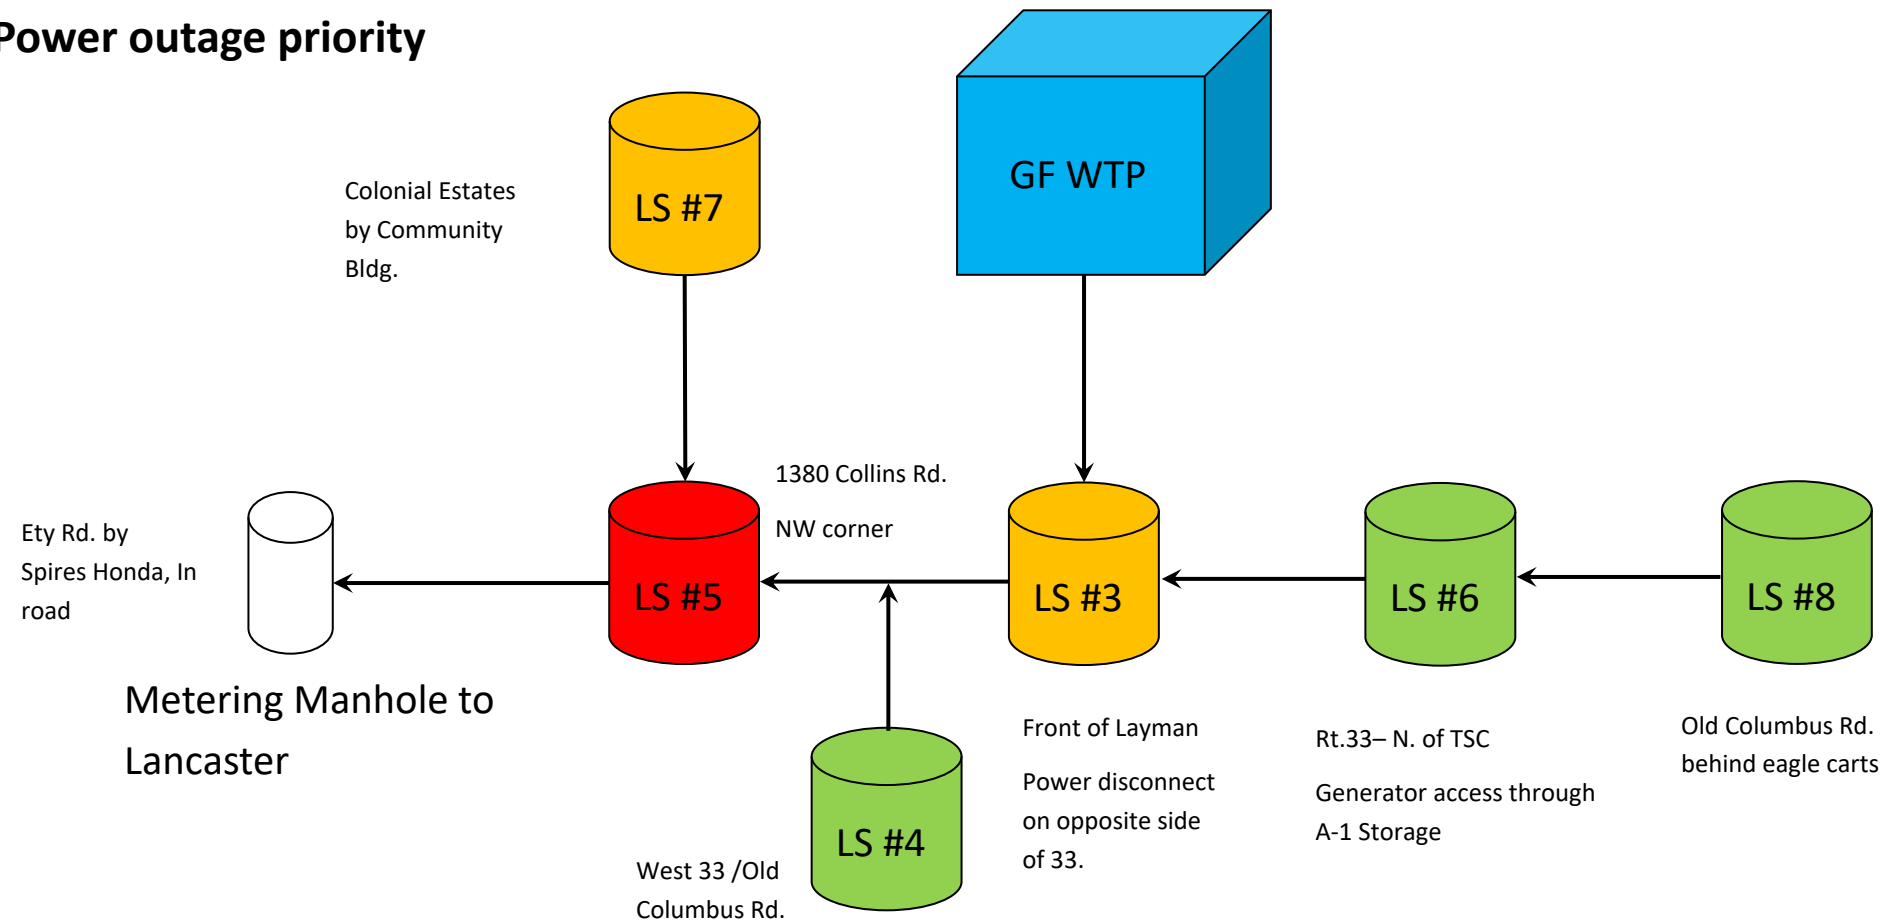 Power outage priority
Colonial Estates
by Community
Bldg.
LS #7
GF WTP
1380 Collins Rd.
NW corner
Ety Rd. by
Spires Honda, In
road
LS #5
LS #3
LS #6
LS #8
Metering Manhole to
Lancaster
LS #4
West 33 /Old
Columbus Rd.
Front of Layman
Power disconnect
on opposite side
of 33.
Rt.33– N. of TSC
Generator access through
A-1 Storage
Old Columbus Rd.
behind eagle carts